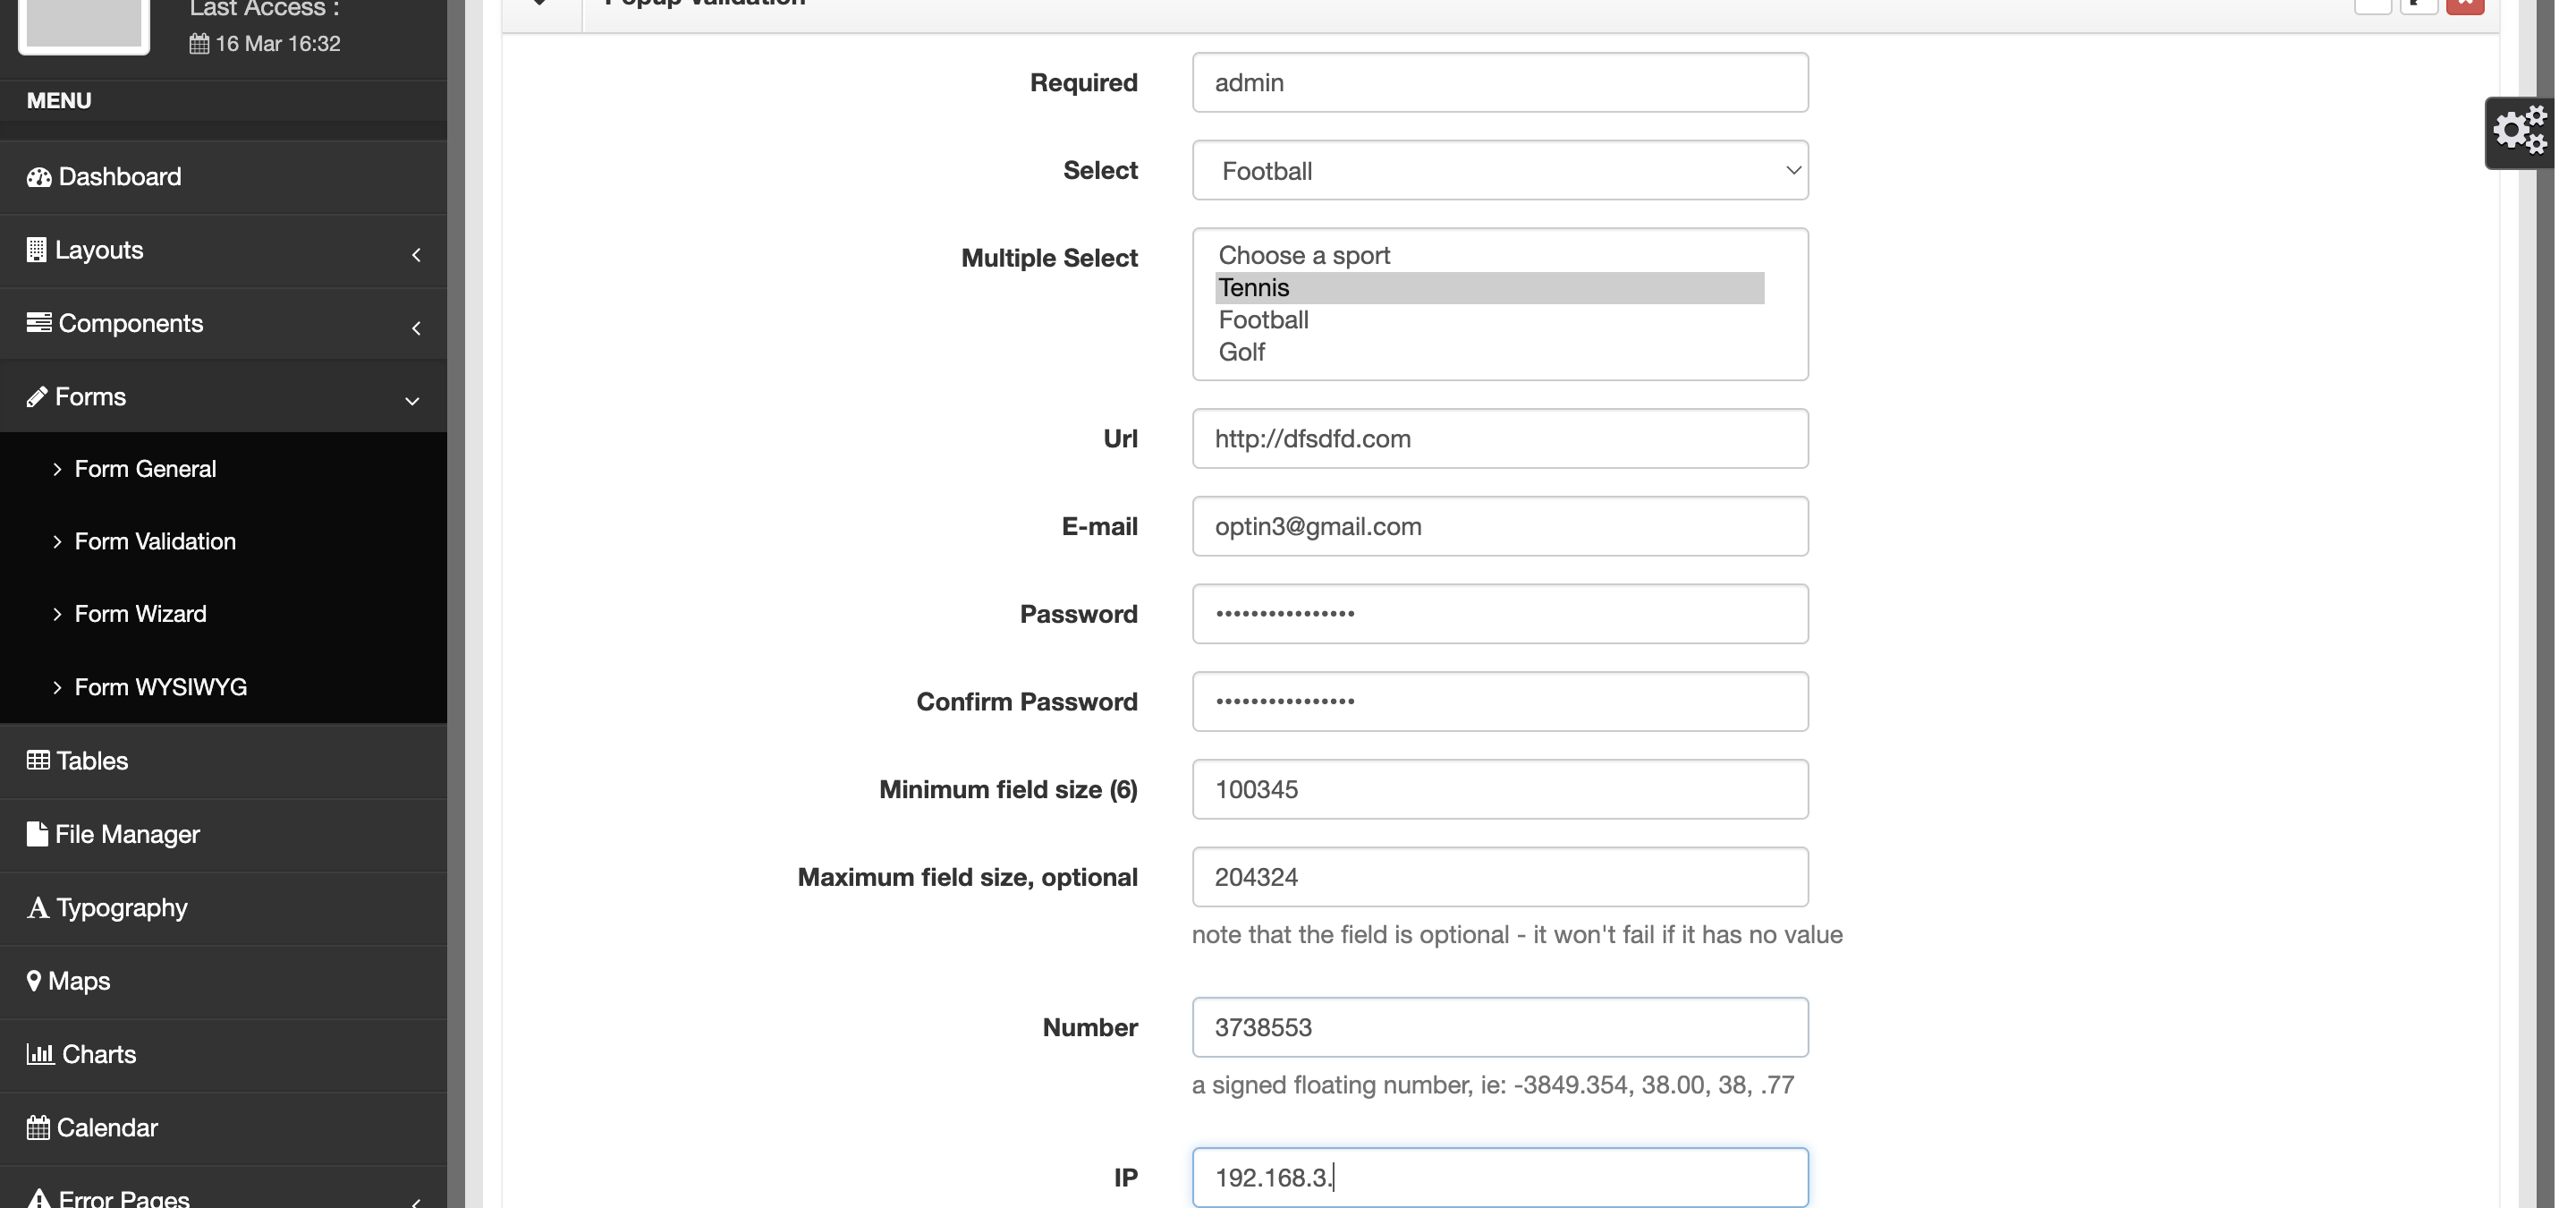 Last Access :
16 Mar 16:32
MENU
Dashboard
Layouts
Components
Forms
Form General
Form Validation
Form Wizard
Form WYSIWYG
Tables
File Manager
Typography
Maps
Charts
Calendar
Error Pages
Popup Validation
Required
admin
Select
Football
Multiple Select
Choose a sport
Tennis
Football
Golf
Url
http://dfsdfd.com
E-mail
optin3@gmail.com
Password
••••••••••••••••
Confirm Password
••••••••••••••••
Minimum field size (6)
100345
Maximum field size, optional
204324
note that the field is optional - it won't fail if it has no value
Number
3738553
a signed floating number, ie: -3849.354, 38.00, 38, .77
IP
192.168.3.